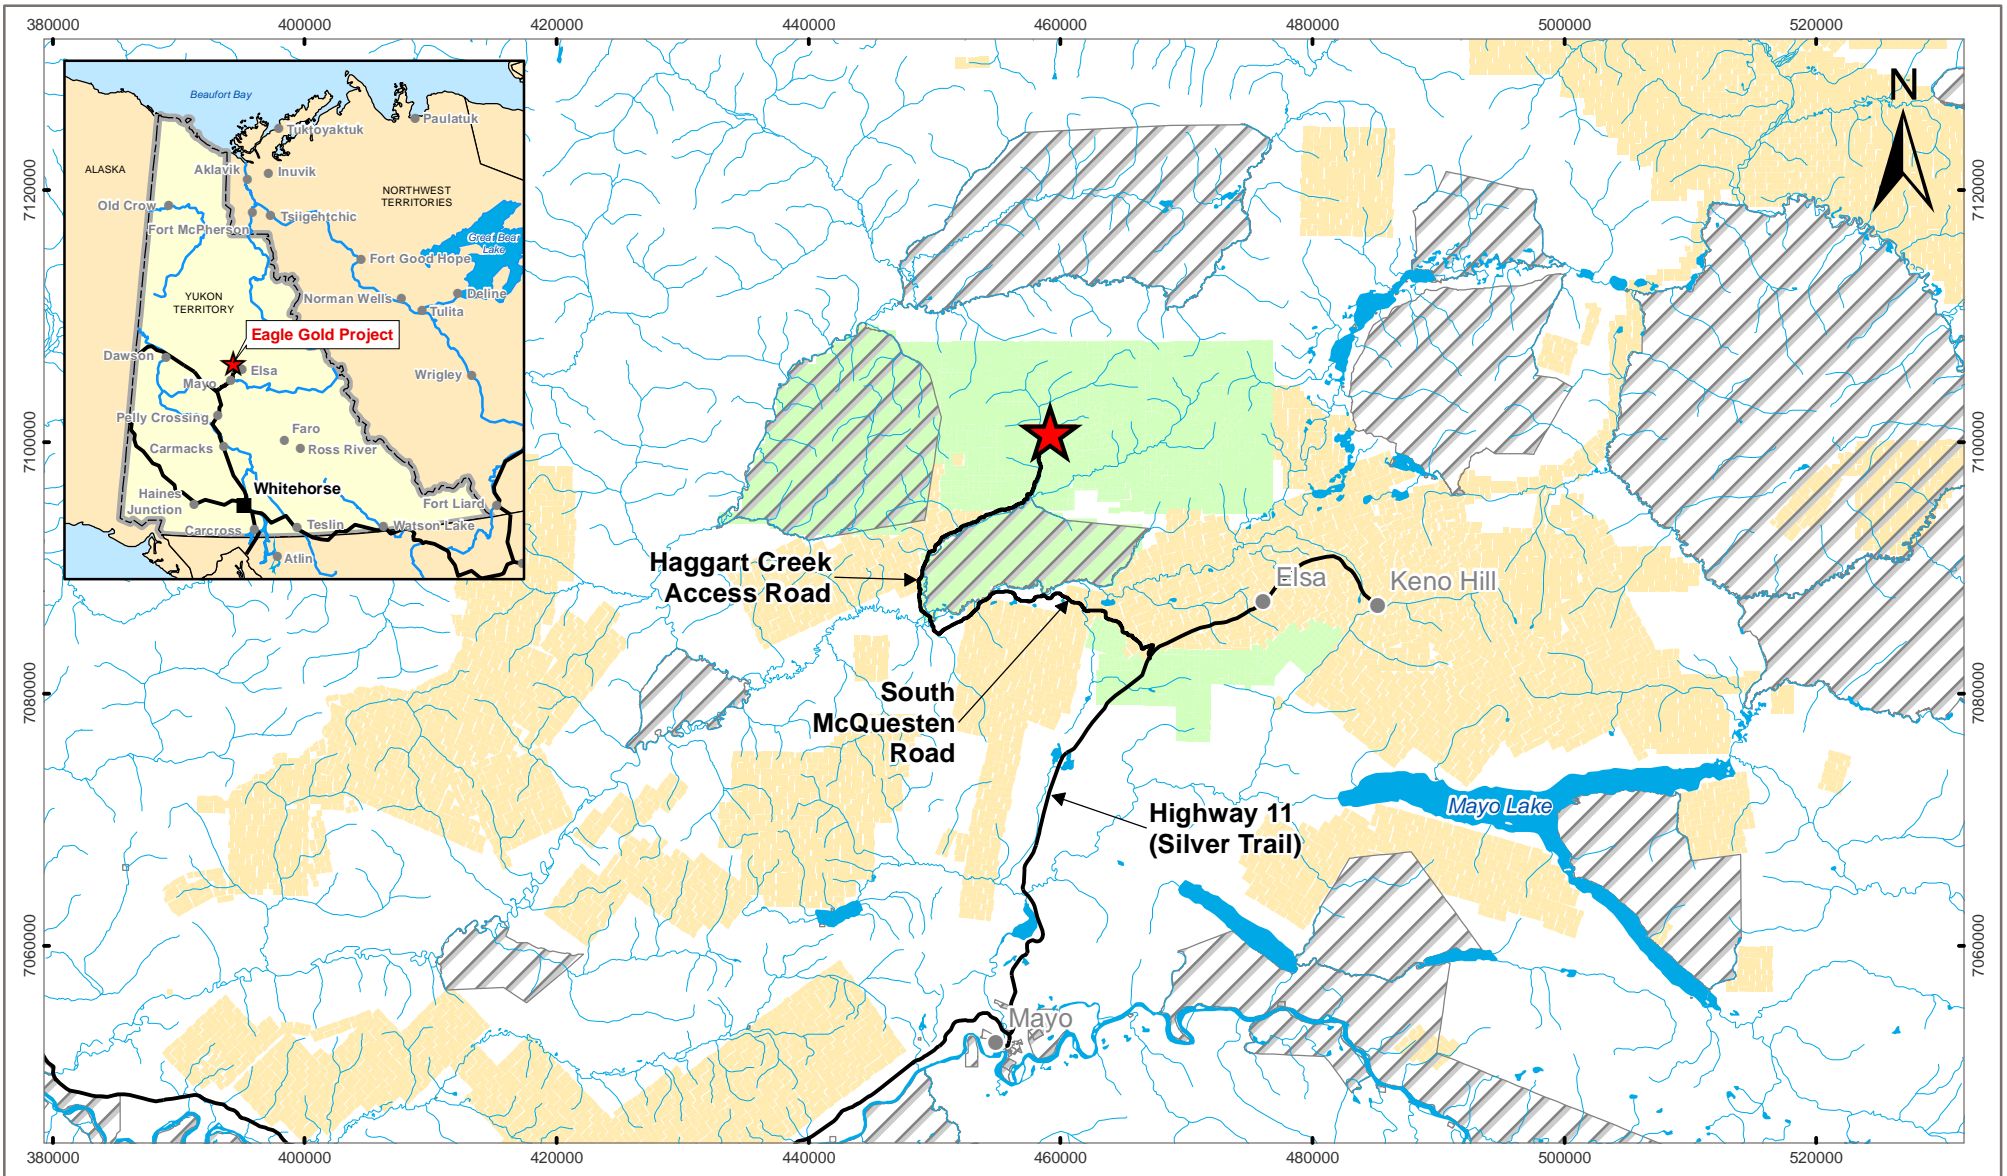 380000
400000
420000
440000
460000
480000
500000
520000
N
Beaufort Bay
Tuktoyaktuk
Paulatuk
ALASKA
Aklavik
Inuvik
NORTHWEST
TERRITORIES
Old Crow
Tsiigehtchic
Fort McPherson
Great Bear
Lake
Fort Good Hope
YUKON
TERRITORY
Norman Wells
Deline
Tulita
Eagle Gold Project
Dawson
Elsa
Mayo
Wrigley
Pelly Crossing
Faro
Carmacks
Ross River
Haines
Junction
Whitehorse
Fort Liard
Carcross
Teslin
Watson Lake
Atlin
7120000
7120000
7100000
7100000
Haggart Creek
Access Road
Elsa
Keno Hill
7080000
7080000
South
McQuesten
Road
Highway 11
(Silver Trail)
Mayo Lake
7060000
7060000
Mayo
380000
400000
420000
440000
460000
480000
500000
520000